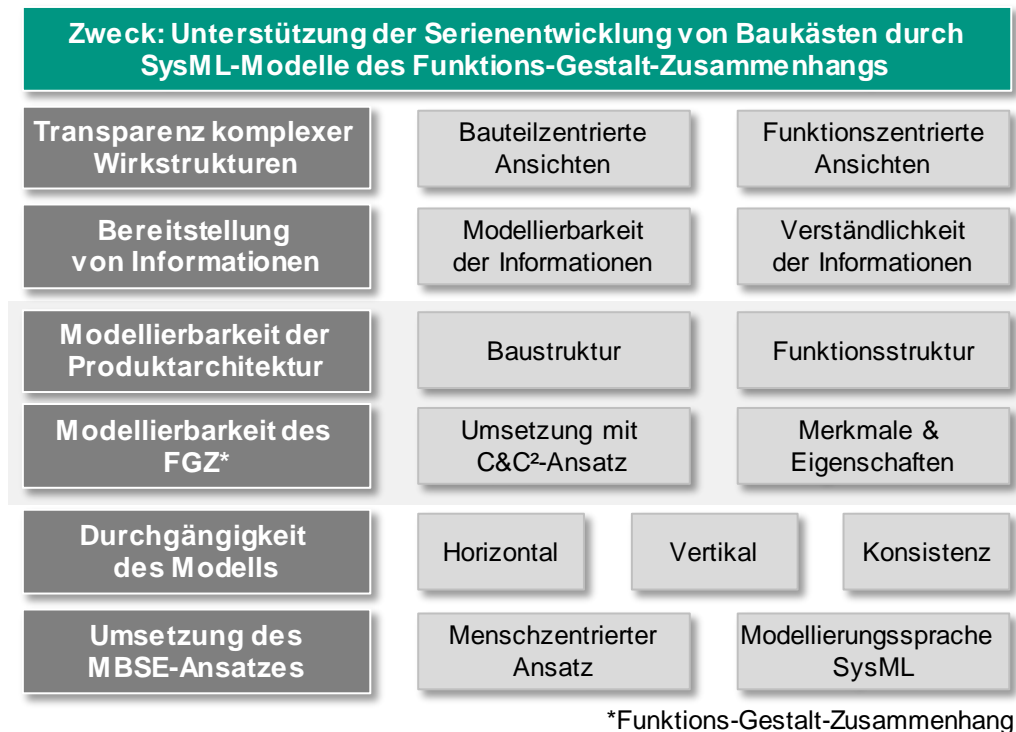 Zweck: Unterstützung der Serienentwicklung von Baukästen durch
SysML-Modelle des Funktions-Gestalt-Zusammenhangs
Transparenz komplexer
Wirkstrukturen
Bauteilzentrierte
Ansichten
Funktionszentrierte
Ansichten
Bereitstellung
von Informationen
Modellierbarkeit
der Informationen
Verständlichkeit
der Informationen
Modellierbarkeit der
Produktarchitektur
Baustruktur
Funktionsstruktur
Modellierbarkeit des
FGZ*
Umsetzung mit
C&C²-Ansatz
Merkmale &
Eigenschaften
Durchgängigkeit
des Modells
Horizontal
Vertikal
Konsistenz
Umsetzung des
MBSE-Ansatzes
Menschzentrierter
Ansatz
Modellierungssprache
SysML
*Funktions-Gestalt-Zusammenhang